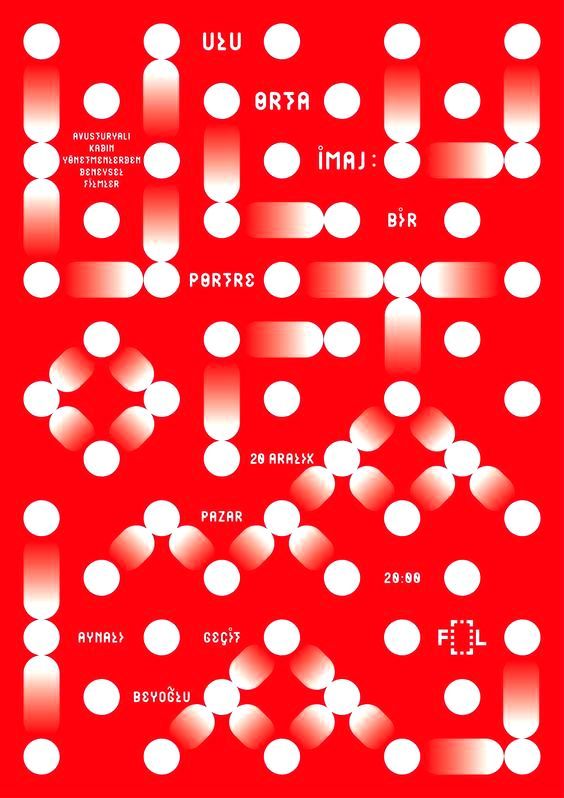 ULU
ORTA
AVUSTURYALI
KADIN
YÖNETMENLERDEN
DENEYSEL
FİLMLER
İMAJ:
BİR
PORTRE
20 ARALIK
PAZAR
20:00
AYNALI
GEÇİT
F L
BEYOĞLU